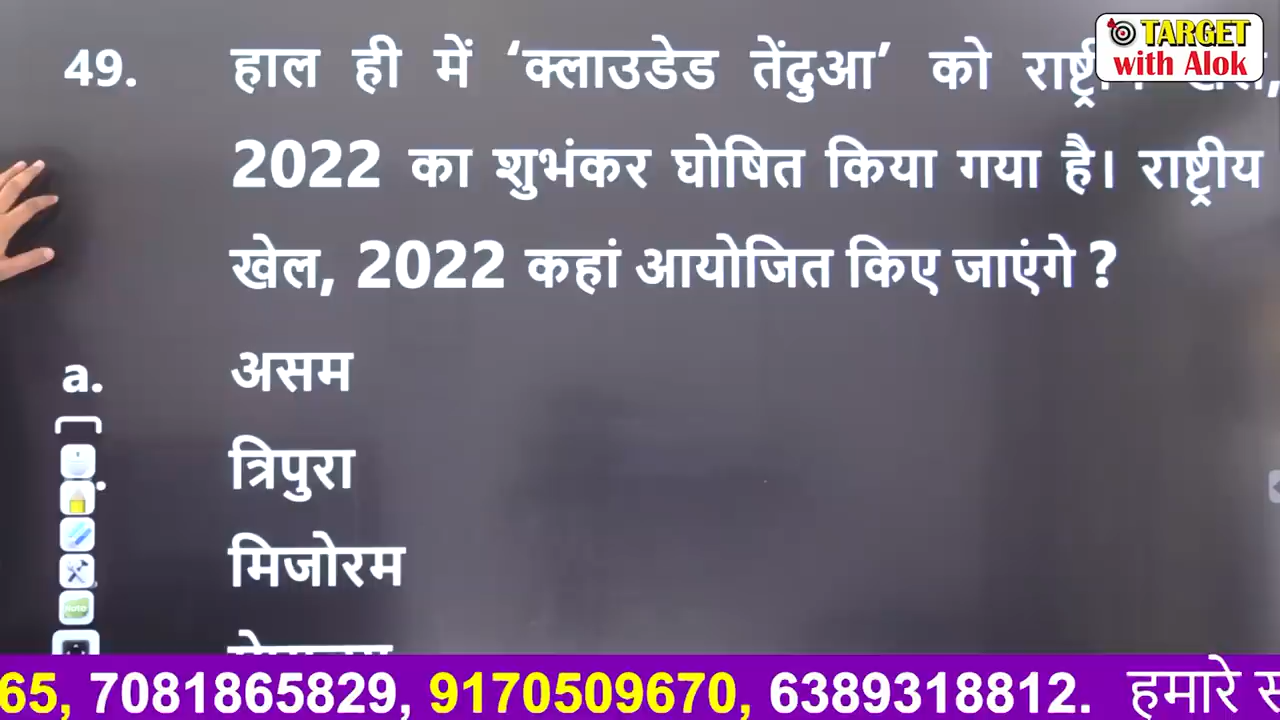 TARGET
with Alok
49. हाल ही में ‘क्लाउडेड तेंदुआ’ को
2022 का शुभंकर घोषित किया गया है। राष्ट्रीय
खेल, 2022 कहां आयोजित किए जाएंगे ?
a. असम
त्रिपुरा
मिजोरम
65, 7081865829, 9170509670, 6389318812. हमारे